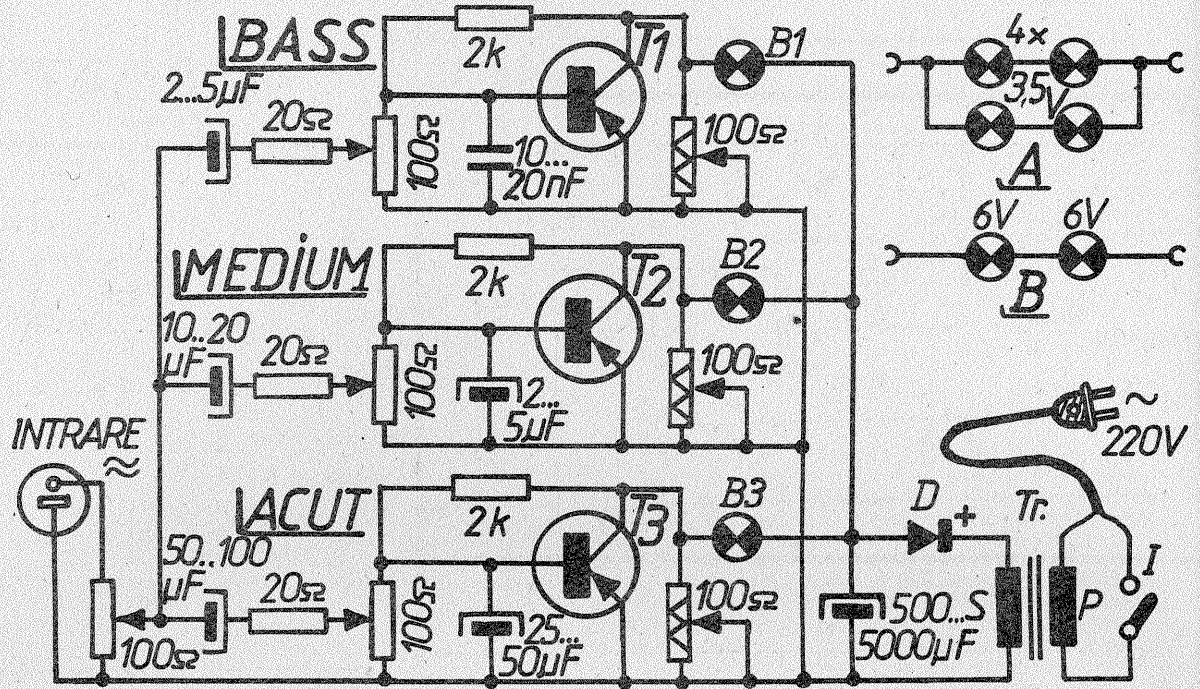 BASS
2...5µF
20Ω
100Ω
2k
10...
20nF
T1
B1
100Ω
4×
3,5V
A
6V 6V
B
MEDİUM
10..20
µF
20Ω
100Ω
2k
2...
5µF
T2
B2
100Ω
INTRARE
≈
100Ω
ACUT
50..100
µF
20Ω
100Ω
2k
25...
50µF
T3
B3
100Ω
500...
5000µF
D
+
Tr.
S
P
I
~
220V